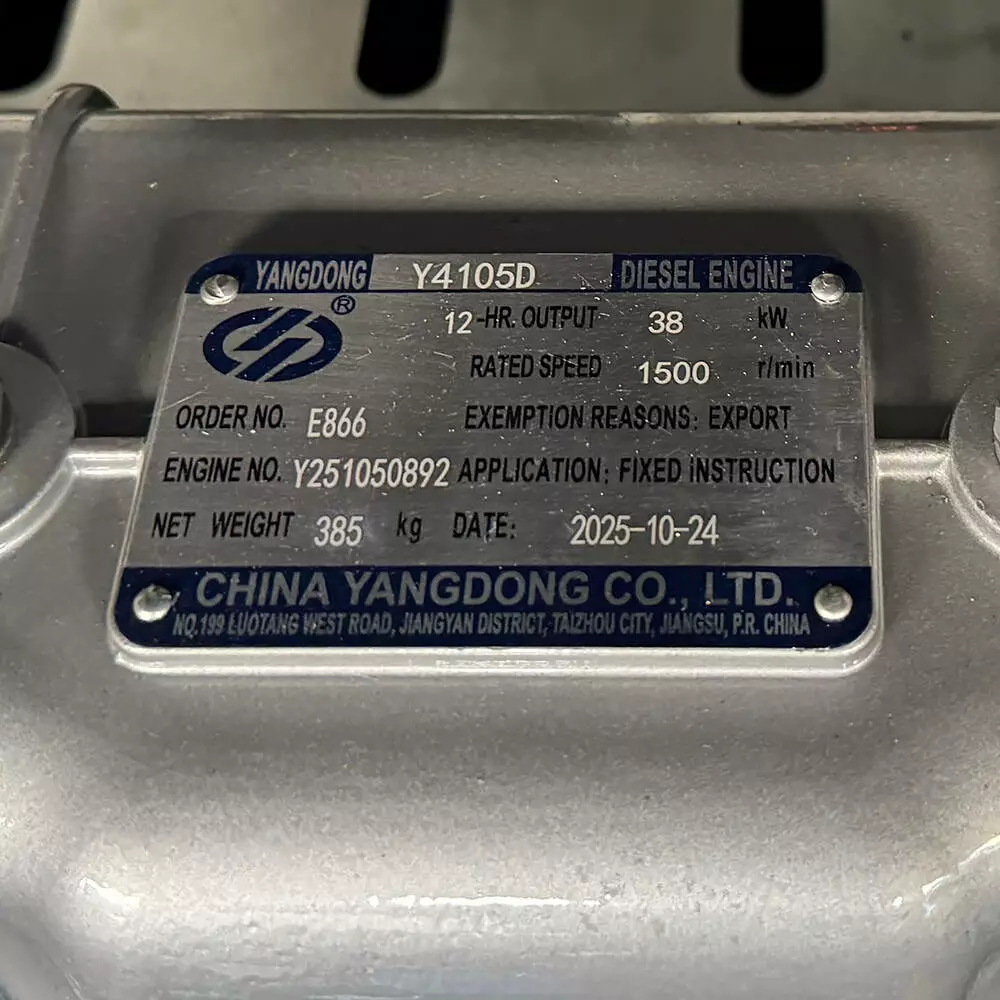 YANGDONG Y4105D DIESEL ENGINE
®
12-HR. OUTPUT 38 kW
RATED SPEED 1500 r/min
ORDER NO. E866 EXEMPTION REASONS: EXPORT
ENGINE NO. Y251050892 APPLICATION: FIXED INSTRUCTION
NET WEIGHT 385 kg DATE: 2025-10-24
CHINA YANGDONG CO., LTD.
NO.199 LUOTANG WEST ROAD, JIANGYAN DISTRICT, TAIZHOU CITY, JIANGSU, P.R. CHINA